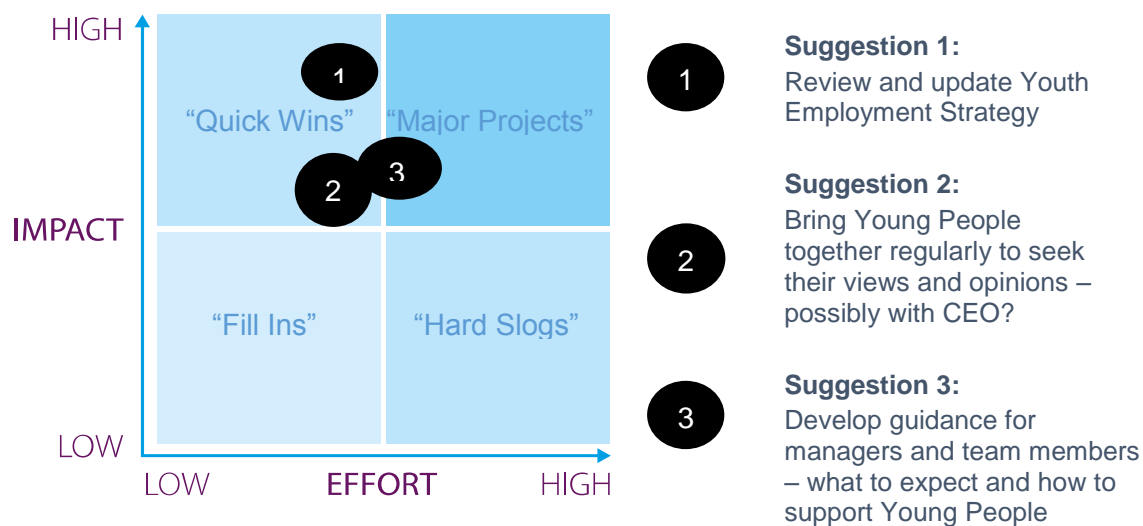 HIGH
1
"Quick Wins"
"Major Projects"
3
2
IMPACT
"Fill Ins"
"Hard Slogs"
LOW
LOW
EFFORT
HIGH
1
Suggestion 1:
Review and update Youth
Employment Strategy
2
Suggestion 2:
Bring Young People
together regularly to seek
their views and opinions –
possibly with CEO?
3
Suggestion 3:
Develop guidance for
managers and team members
– what to expect and how to
support Young People